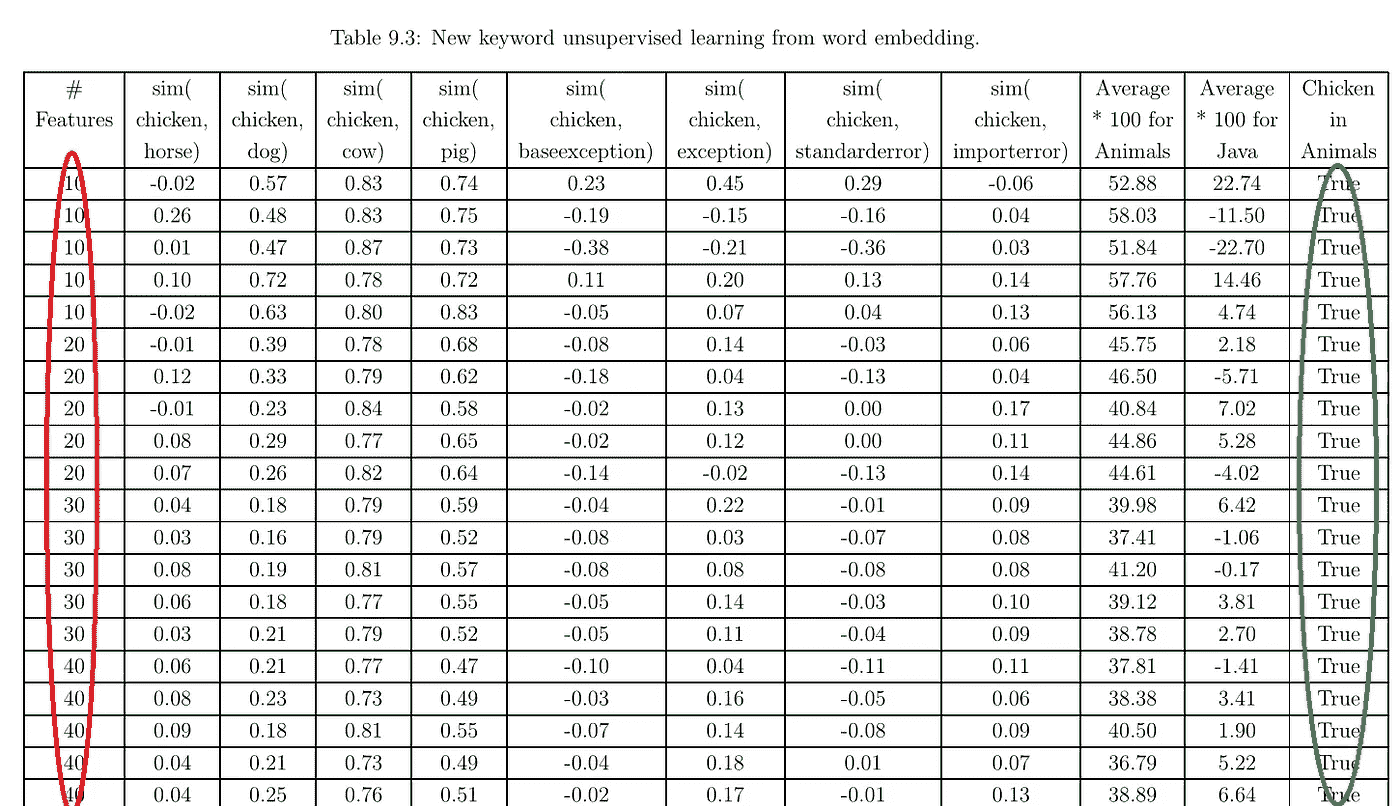 Table 9.3: New keyword unsupervised learning from word embedding.
# Features sim( chicken, horse) sim( chicken, dog) sim( chicken, cow) sim( chicken, pig) sim( chicken, baseexception) sim( chicken, exception) sim( chicken, standarderror) sim( chicken, importerror) Average * 100 for Animals Average * 100 for Java Chicken in Animals
10 -0.02 0.57 0.83 0.74 0.23 0.45 0.29 -0.06 52.88 22.74 True
10 0.26 0.48 0.83 0.75 -0.19 -0.15 -0.16 0.04 58.03 -11.50 True
10 0.01 0.47 0.87 0.73 -0.38 -0.21 -0.36 0.03 51.84 -22.70 True
10 0.10 0.72 0.78 0.72 0.11 0.20 0.13 0.14 57.76 14.46 True
10 -0.02 0.63 0.80 0.83 -0.05 0.07 0.04 0.13 56.13 4.74 True
20 -0.01 0.39 0.78 0.68 -0.08 0.14 -0.03 0.06 45.75 2.18 True
20 0.12 0.33 0.79 0.62 -0.18 0.04 -0.13 0.04 46.50 -5.71 True
20 -0.01 0.23 0.84 0.58 -0.02 0.13 0.00 0.17 40.84 7.02 True
20 0.08 0.29 0.77 0.65 -0.02 0.12 0.00 0.11 44.86 5.28 True
20 0.07 0.26 0.82 0.64 -0.14 -0.02 -0.13 0.14 44.61 -4.02 True
30 0.04 0.18 0.79 0.59 -0.04 0.22 -0.01 0.09 39.98 6.42 True
30 0.03 0.16 0.79 0.52 -0.08 0.03 -0.07 0.08 37.41 -1.06 True
30 0.08 0.19 0.81 0.57 -0.08 0.08 -0.08 0.08 41.20 -0.17 True
30 0.06 0.18 0.77 0.55 -0.05 0.14 -0.03 0.10 39.12 3.81 True
30 0.03 0.21 0.79 0.52 -0.05 0.11 -0.04 0.09 38.78 2.70 True
40 0.06 0.21 0.77 0.47 -0.10 0.04 -0.11 0.11 37.81 -1.41 True
40 0.08 0.23 0.73 0.49 -0.03 0.16 -0.05 0.06 38.38 3.41 True
40 0.09 0.18 0.81 0.55 -0.07 0.14 -0.08 0.09 40.50 1.90 True
40 0.04 0.21 0.73 0.49 -0.04 0.18 0.01 0.07 36.79 5.22 True
40 0.04 0.25 0.76 0.51 -0.02 0.17 -0.01 0.13 38.89 6.64 True